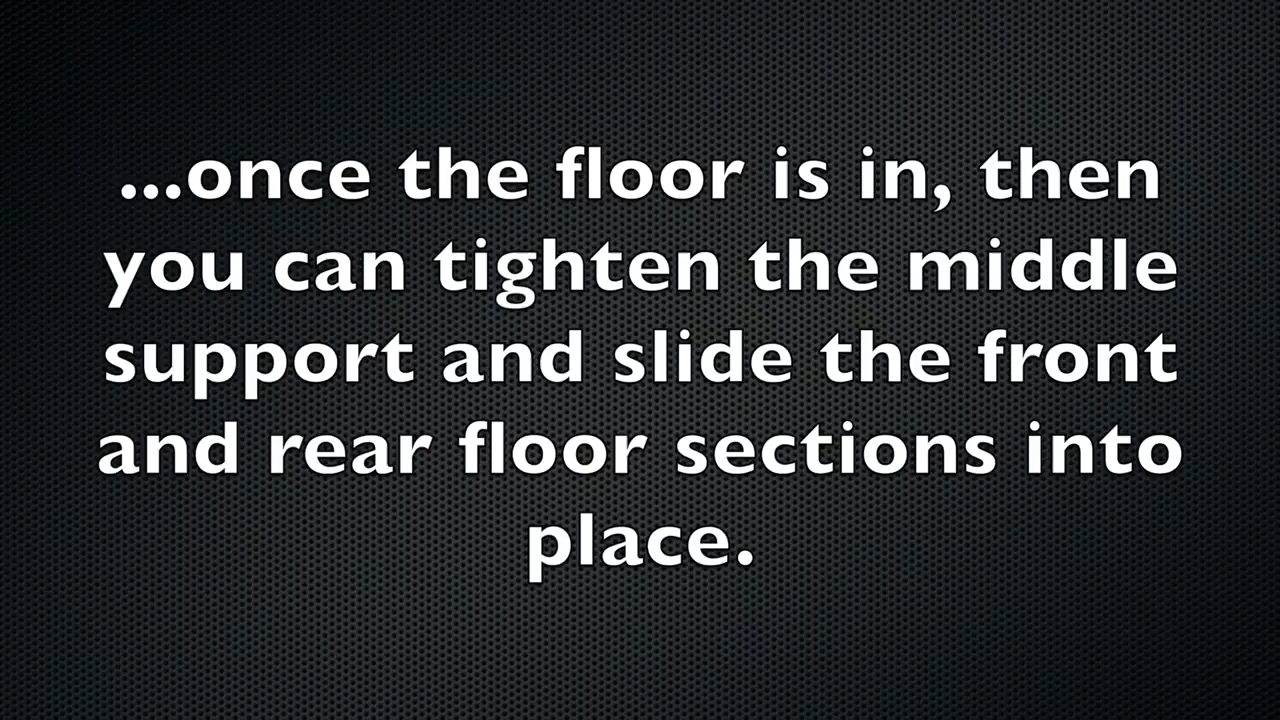 ...once the floor is in, then
you can tighten the middle
support and slide the front
and rear floor sections into
place.